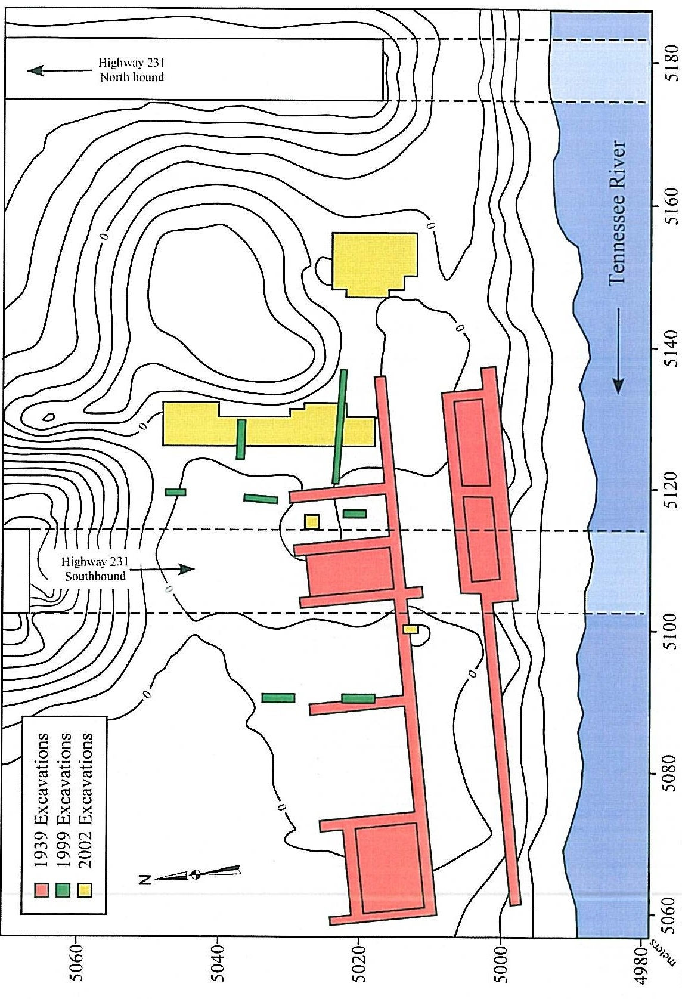 Highway 231
North bound
Highway 231
Southbound
Tennessee River
0
0
0
0
0
0
0
0
1939 Excavations
1999 Excavations
2002 Excavations
N
5060
5040
5020
5000
4980
meters
5060
5080
5100
5120
5140
5160
5180